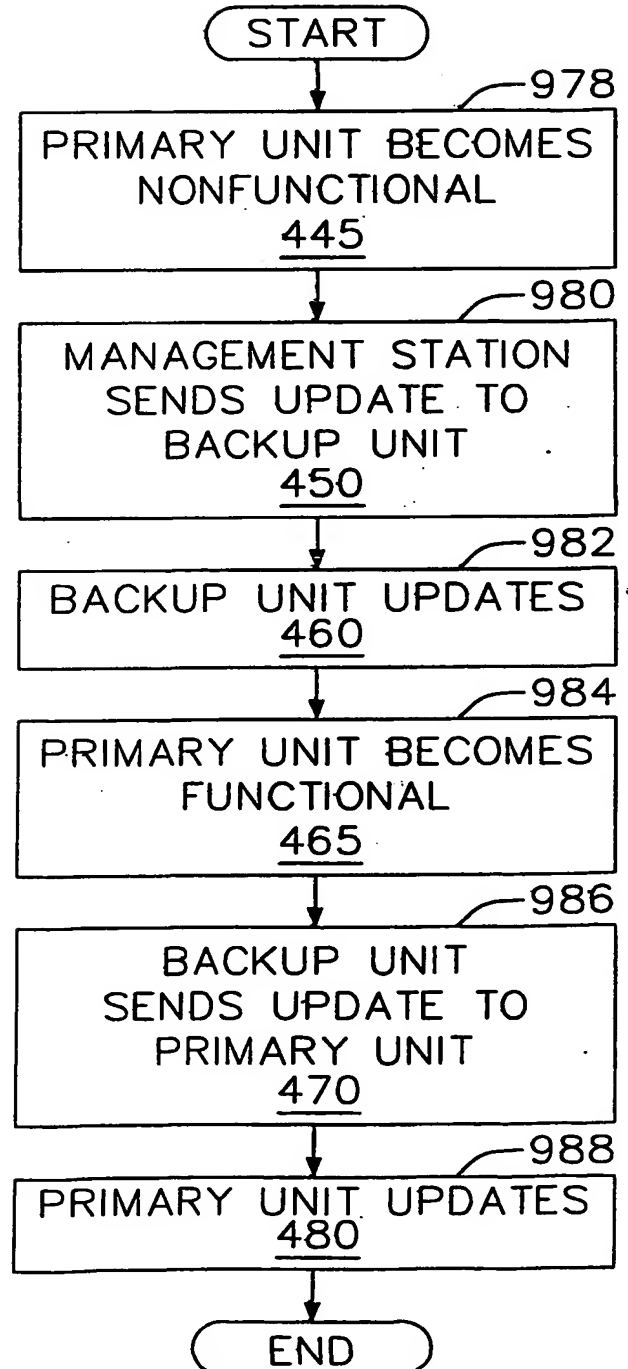 START
978
PRIMARY UNIT BECOMES
NONFUNCTIONAL
445
980
MANAGEMENT STATION
SENDS UPDATE TO
BACKUP UNIT
450
982
BACKUP UNIT UPDATES
460
984
PRIMARY UNIT BECOMES
FUNCTIONAL
465
986
BACKUP UNIT
SENDS UPDATE TO
PRIMARY UNIT
470
988
PRIMARY UNIT UPDATES
480
END